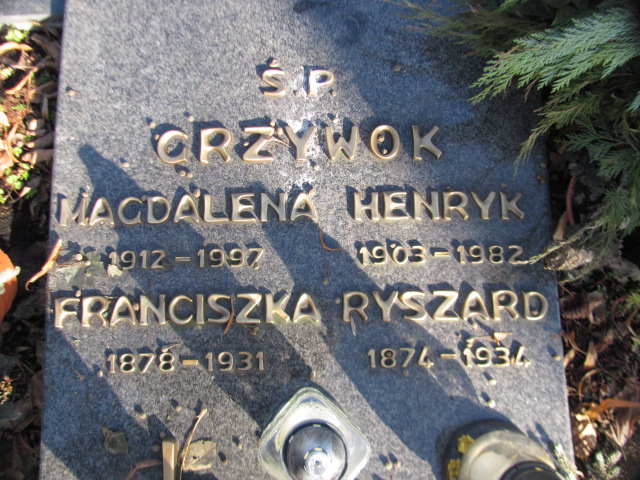 Ś.P.
GRZYWOK
MAGDALENA HENRYK
1912-1997 1903-1982
FRANCISZKA RYSZARD
1878-1931 1874-1934